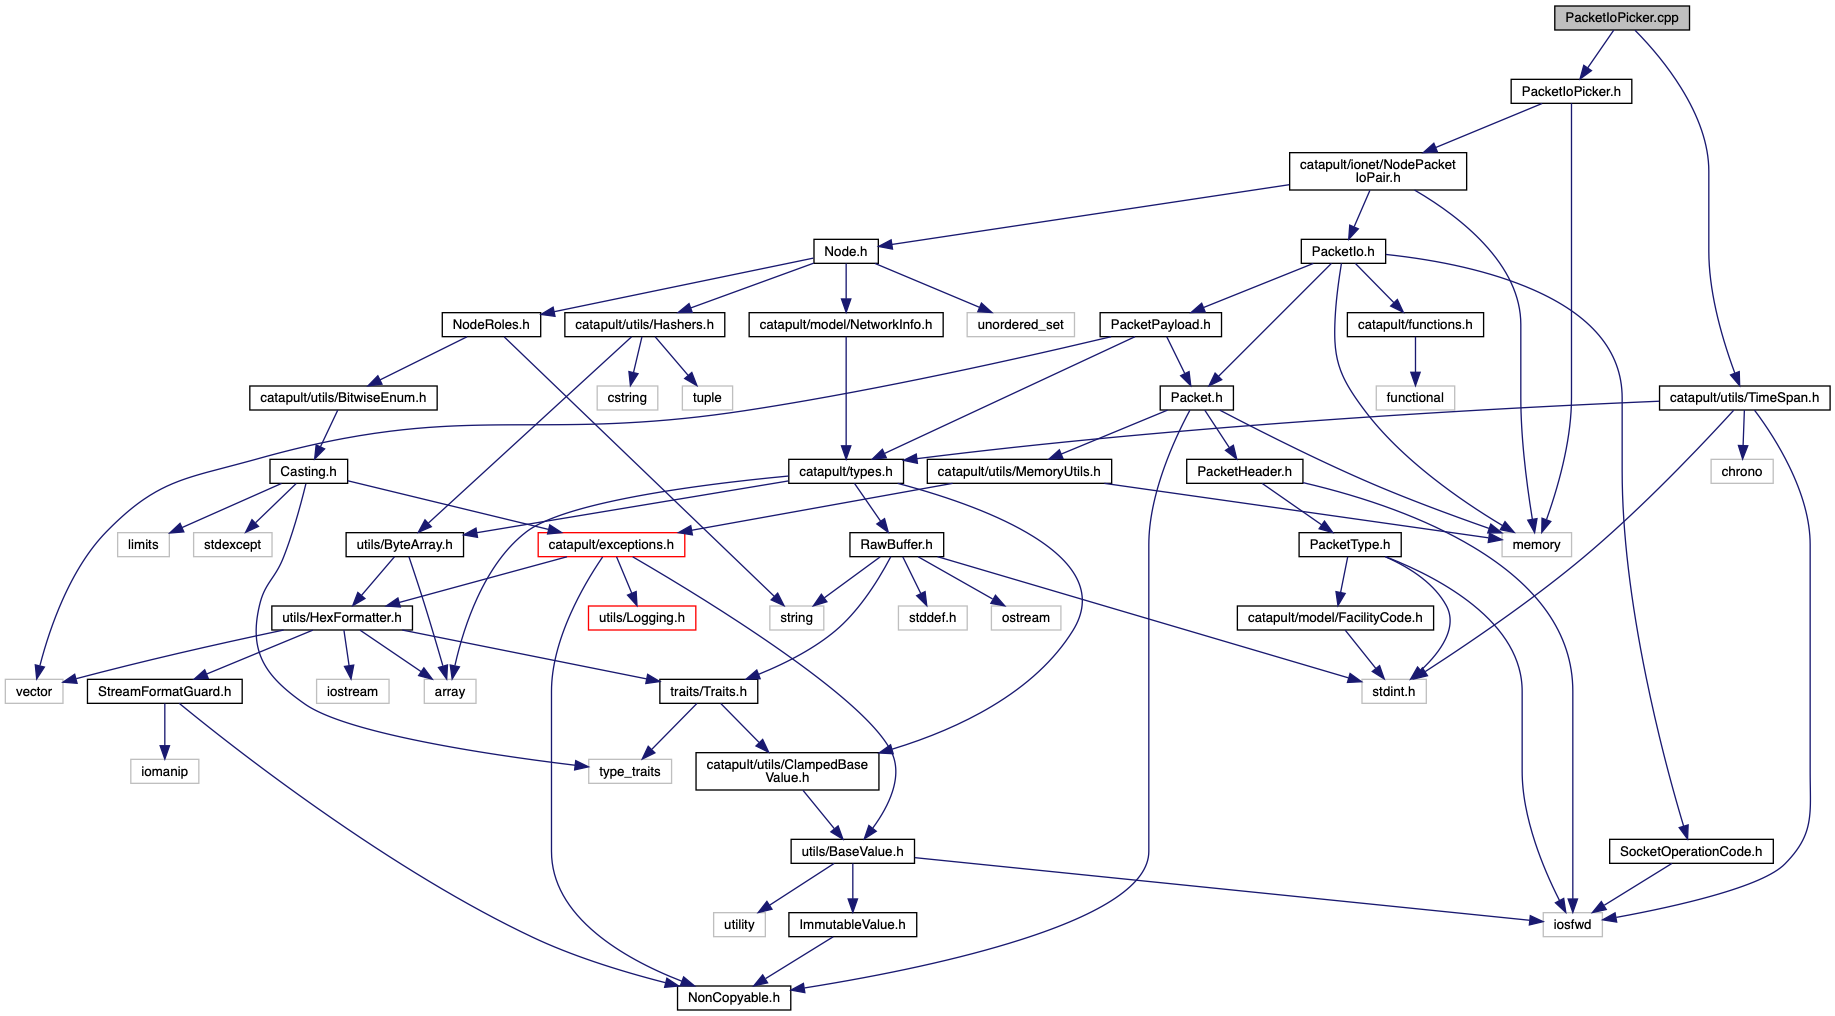 PacketIoPicker.cpp
PacketIoPicker.h
catapult/ionet/NodePacket
IoPair.h
Node.h
PacketIo.h
NodeRoles.h
catapult/utils/Hashers.h
catapult/model/NetworkInfo.h
unordered_set
PacketPayload.h
catapult/functions.h
catapult/utils/BitwiseEnum.h
cstring
tuple
Packet.h
functional
catapult/utils/TimeSpan.h
Casting.h
catapult/types.h
catapult/utils/MemoryUtils.h
PacketHeader.h
chrono
limits
stdexcept
utils/ByteArray.h
catapult/exceptions.h
RawBuffer.h
PacketType.h
memory
utils/HexFormatter.h
utils/Logging.h
string
stddef.h
ostream
catapult/model/FacilityCode.h
vector
StreamFormatGuard.h
iostream
array
traits/Traits.h
stdint.h
iomanip
type_traits
catapult/utils/ClampedBase
Value.h
utils/BaseValue.h
SocketOperationCode.h
utility
ImmutableValue.h
iosfwd
NonCopyable.h